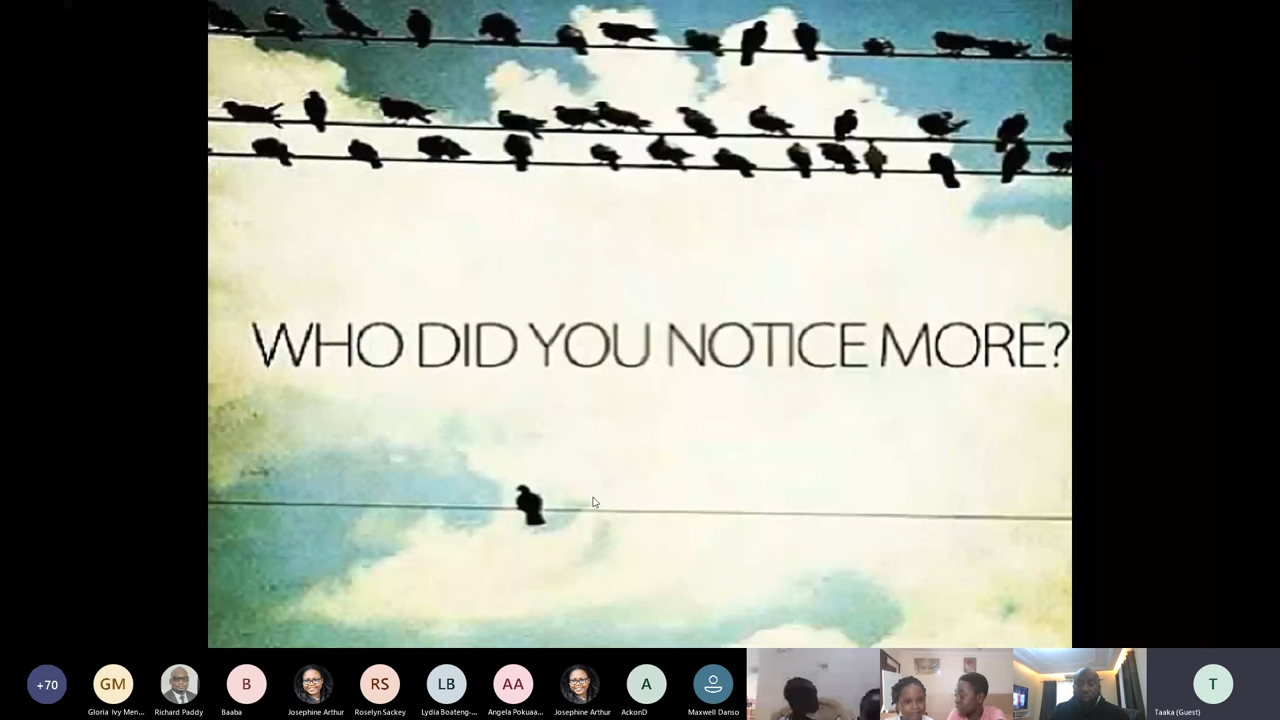 WHO DID YOU NOTICE MORE?
+70
GM
B
RS
LB
AA
A
T
Gloria Ivy Men...
Richard Paddy
Baaba
Josephine Arthur
Roselyn Sackey
Lydia Boateng-...
Angela Pokuaa...
Josephine Arthur
AckonD
Maxwell Danso
Taaka (Guest)